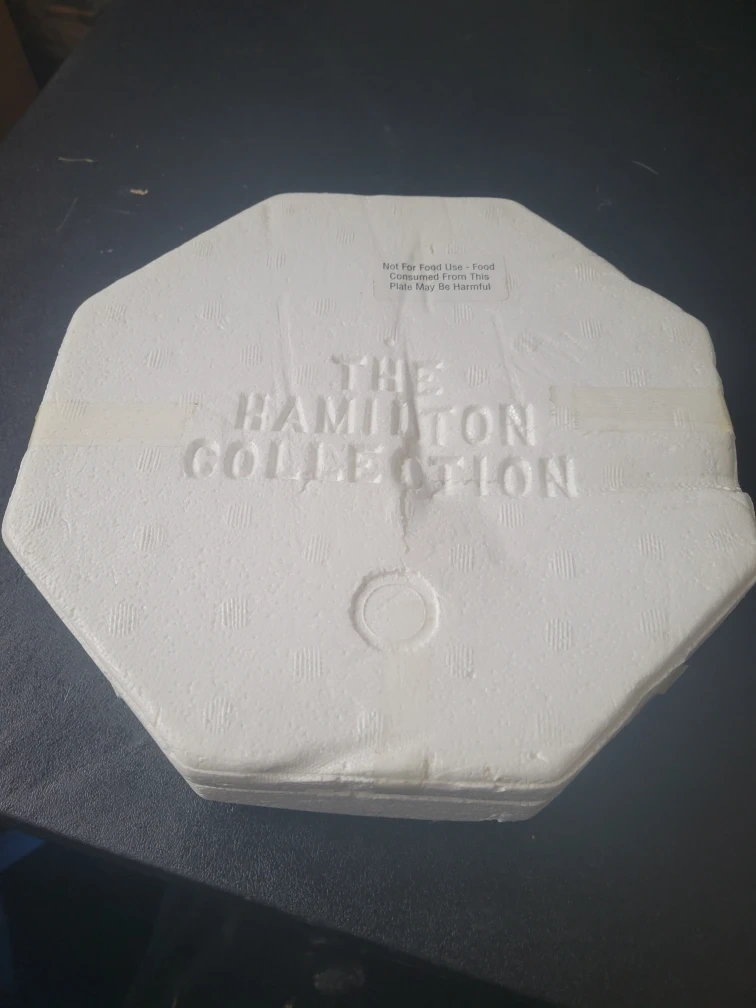 Not For Food Use - Food
Consumed From This
Plate May Be Harmful
THE
HAMILTON
COLLECTION